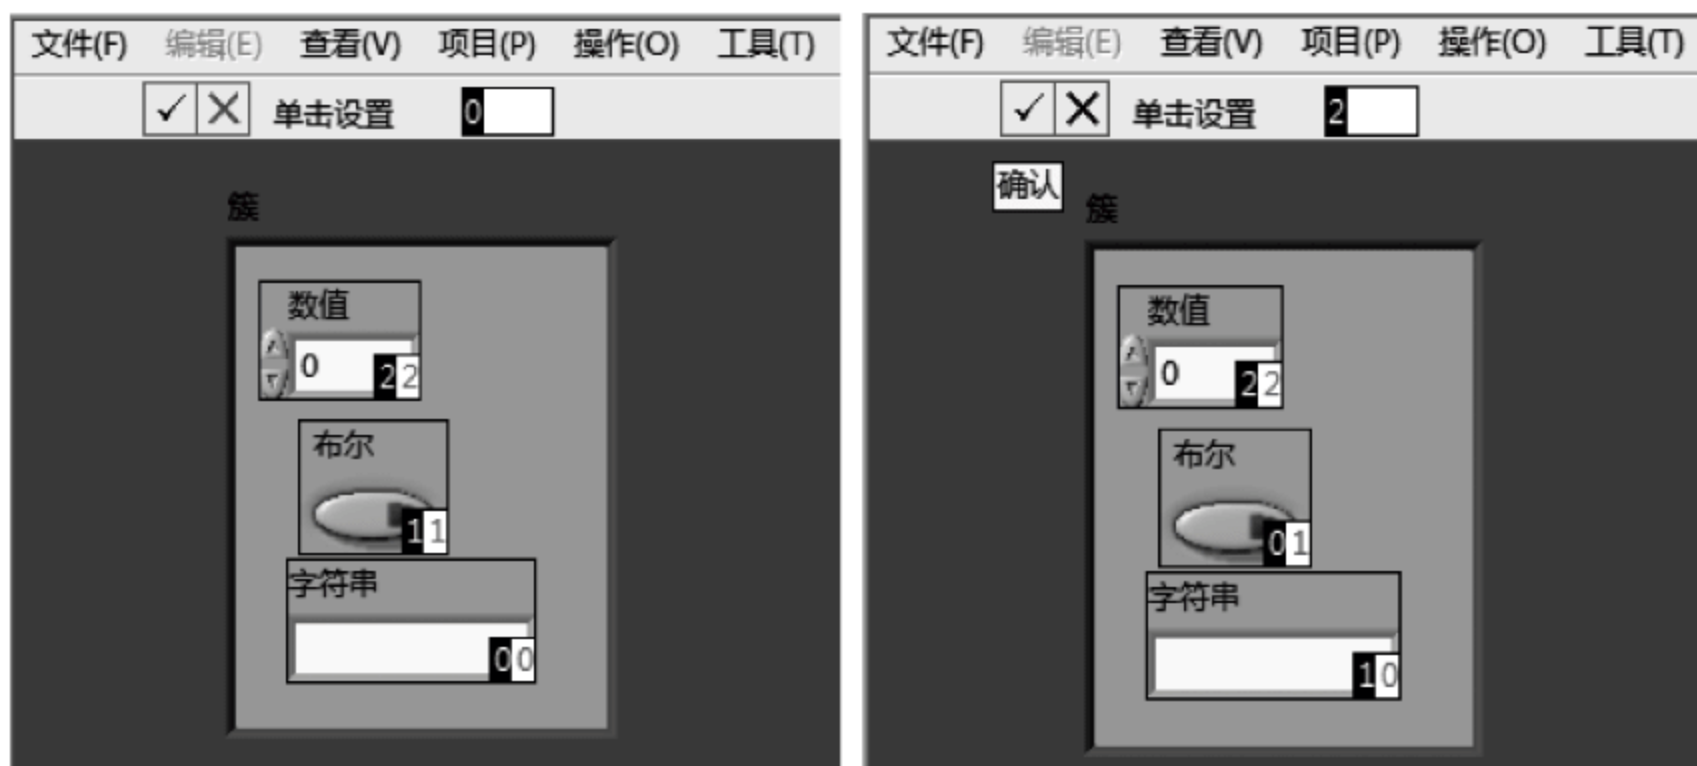 文件(F) 编辑(E) 查看(V) 项目(P) 操作(O) 工具(T)
单击设置 0
簇
数值
0 2 2
布尔
1 1
字符串
0 0
文件(F) 编辑(E) 查看(V) 项目(P) 操作(O) 工具(T)
单击设置 2
确认
簇
数值
0 2 2
布尔
0 1
字符串
1 0